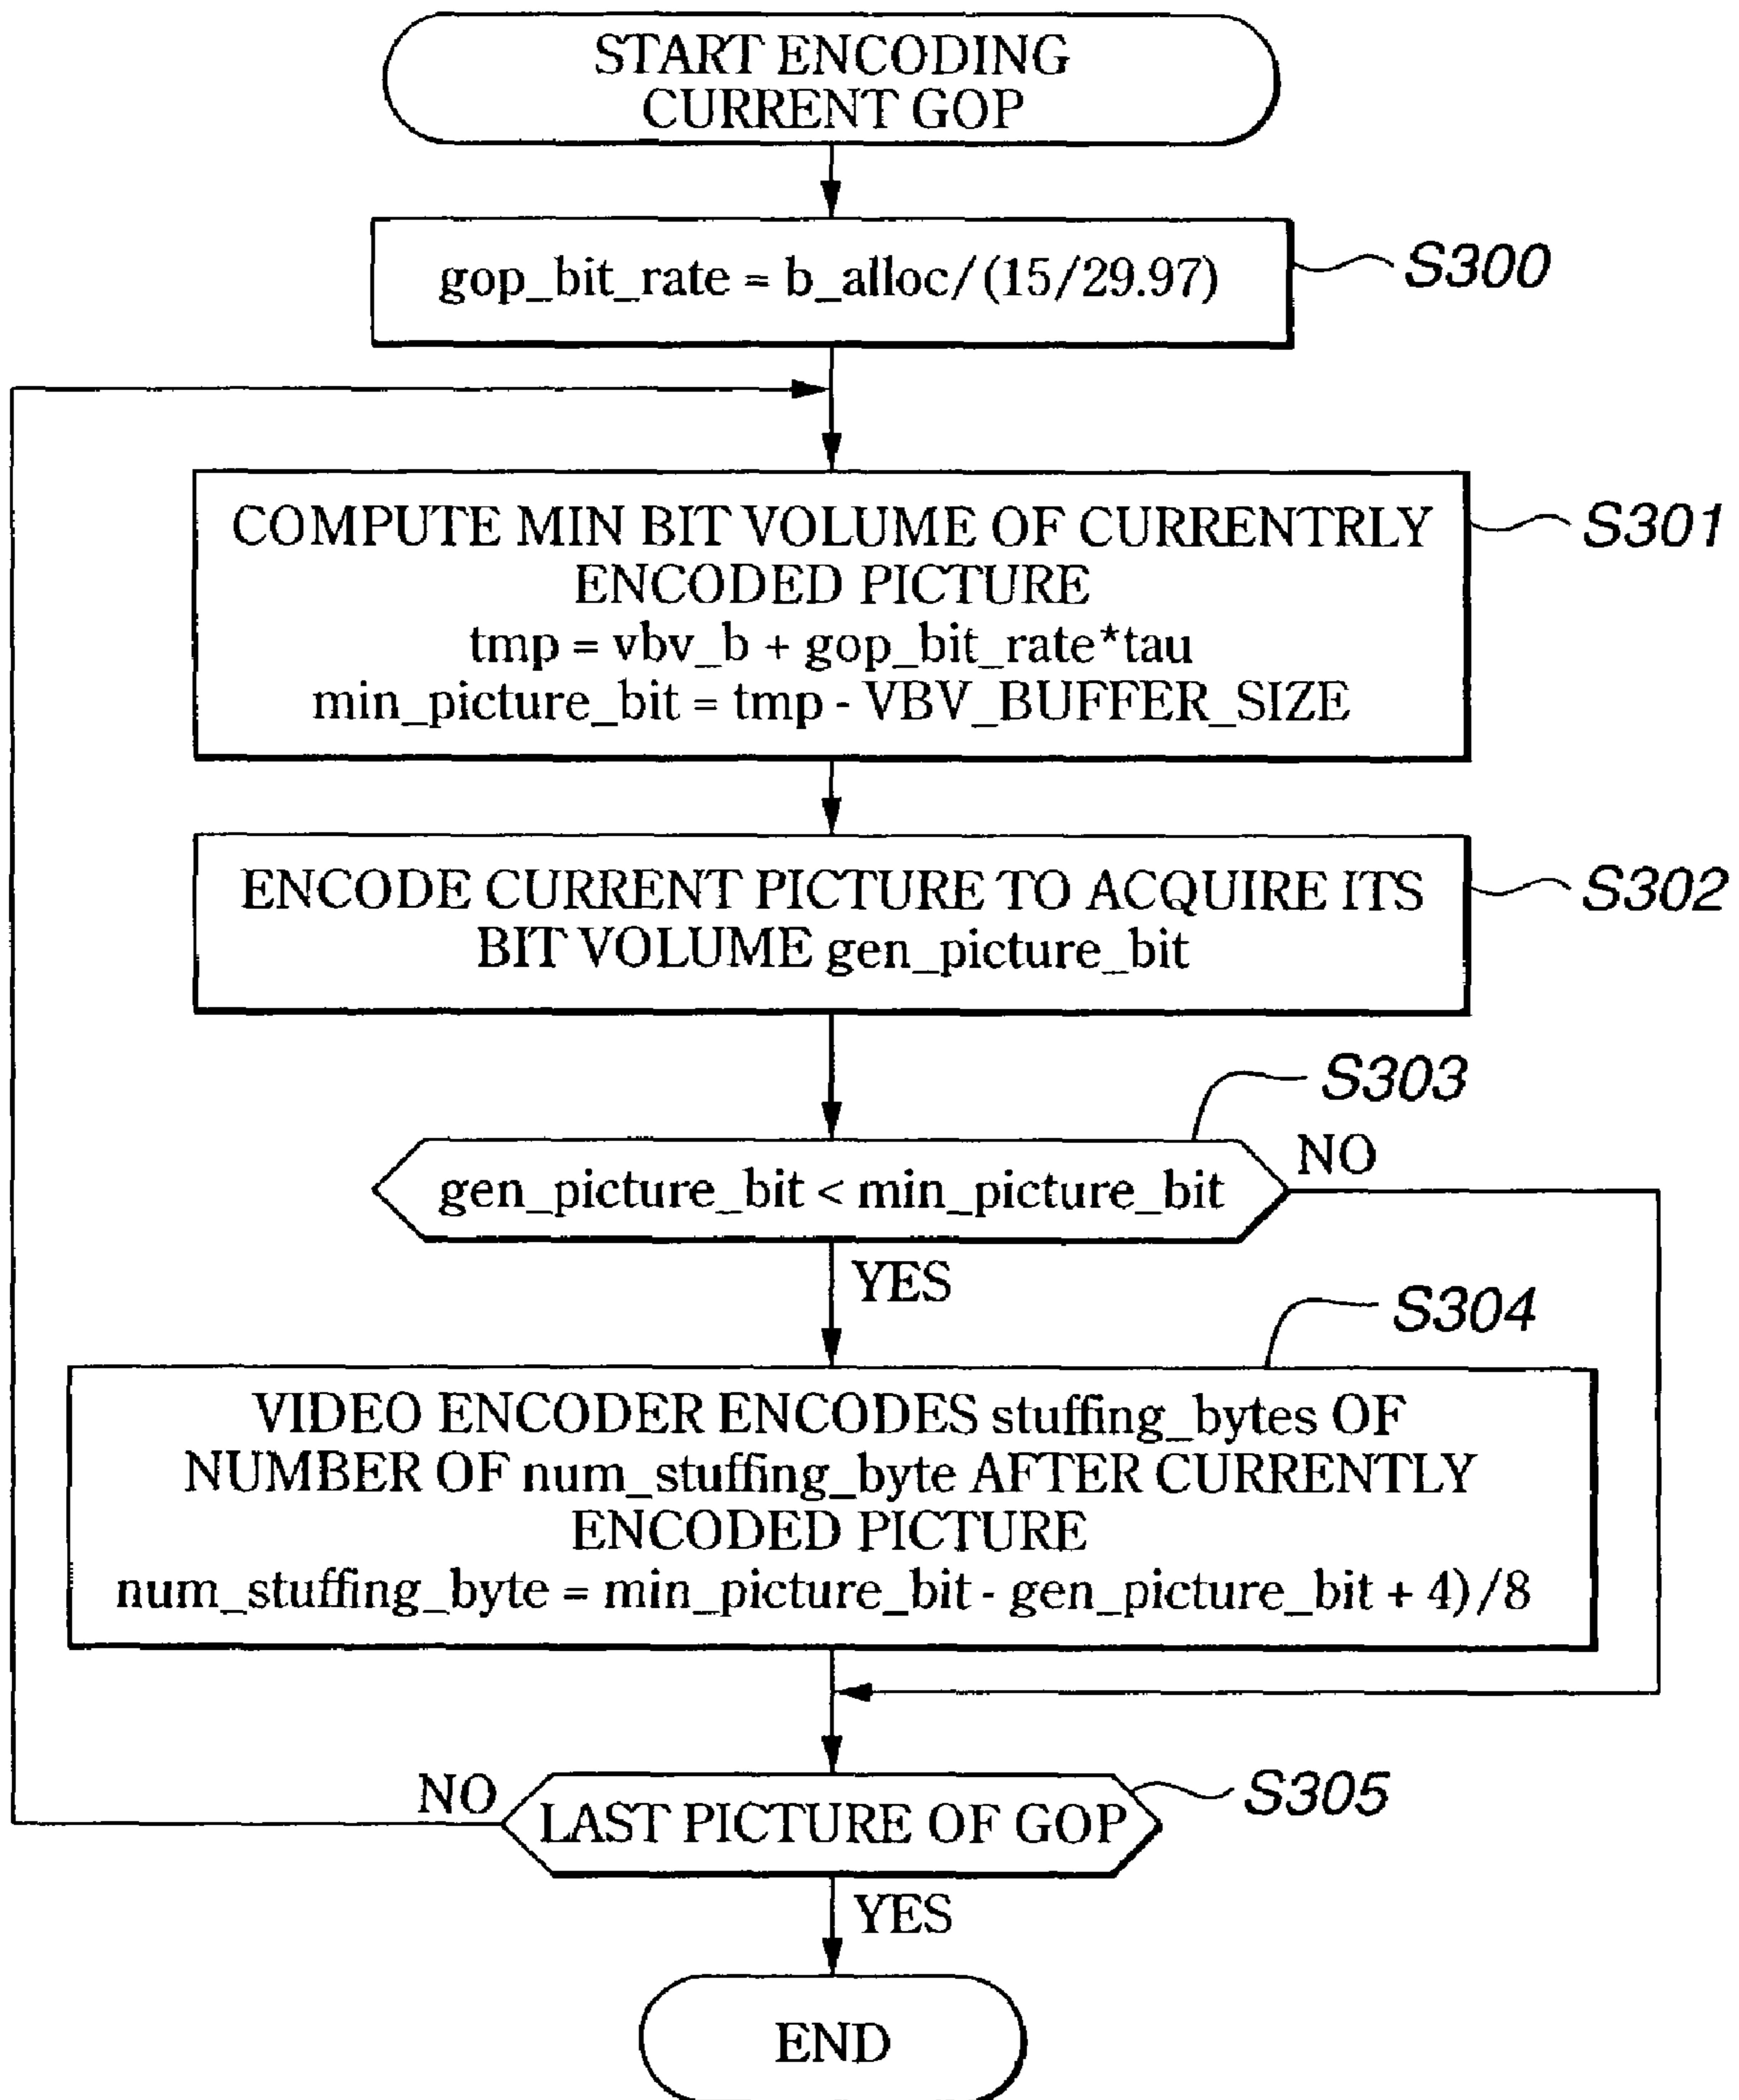 START ENCODING
CURRENT GOP
gop_bit_rate = b_alloc/(15/29.97)
S300
COMPUTE MIN BIT VOLUME OF CURRENTRLY
ENCODED PICTURE
tmp = vbv_b + gop_bit_rate*tau
min_picture_bit = tmp - VBV_BUFFER_SIZE
S301
ENCODE CURRENT PICTURE TO ACQUIRE ITS
BIT VOLUME gen_picture_bit
S302
S303
gen_picture_bit < min_picture_bit
NO
YES
S304
VIDEO ENCODER ENCODES stuffing_bytes OF
NUMBER OF num_stuffing_byte AFTER CURRENTLY
ENCODED PICTURE
num_stuffing_byte = min_picture_bit - gen_picture_bit + 4)/8
NO
LAST PICTURE OF GOP
S305
YES
END